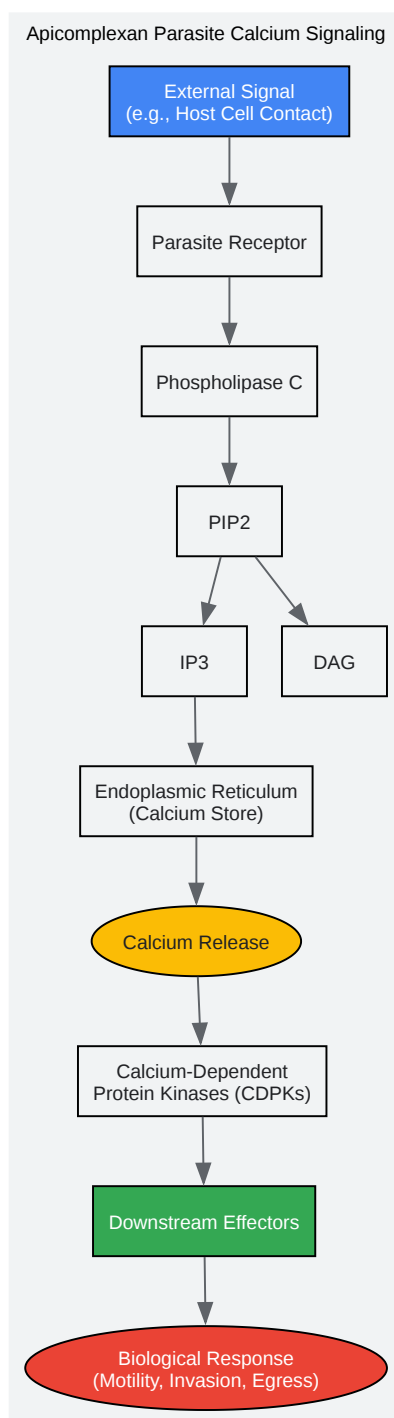 Apicomplexan Parasite Calcium Signaling
External Signal
(e.g., Host Cell Contact)
Parasite Receptor
Phospholipase C
PIP2
IP3
DAG
Endoplasmic Reticulum
(Calcium Store)
Calcium Release
Calcium-Dependent
Protein Kinases (CDPKs)
Downstream Effectors
Biological Response
(Motility, Invasion, Egress)